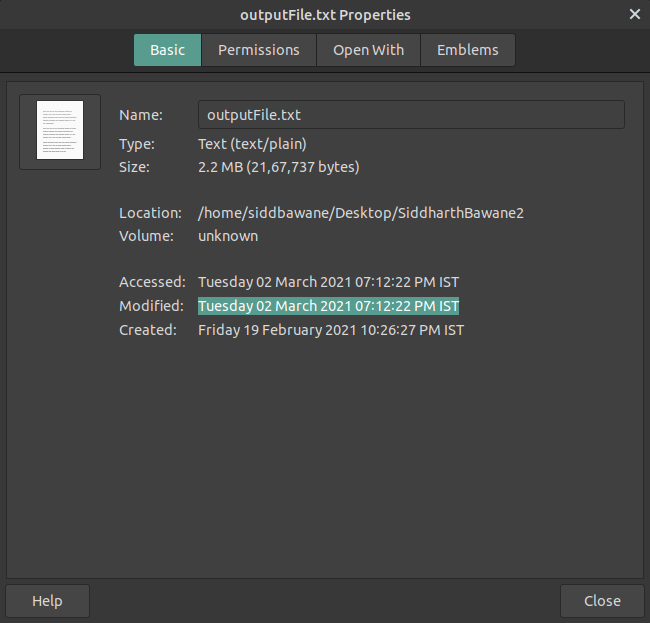 outputFile.txt Properties
Basic Permissions Open With Emblems
Name: outputFile.txt
Type: Text (text/plain)
Size: 2.2 MB (21,67,737 bytes)
Location: /home/siddbawane/Desktop/SiddharthBawane2
Volume: unknown
Accessed: Tuesday 02 March 2021 07:12:22 PM IST
Modified: Tuesday 02 March 2021 07:12:22 PM IST
Created: Friday 19 February 2021 10:26:27 PM IST
Help Close